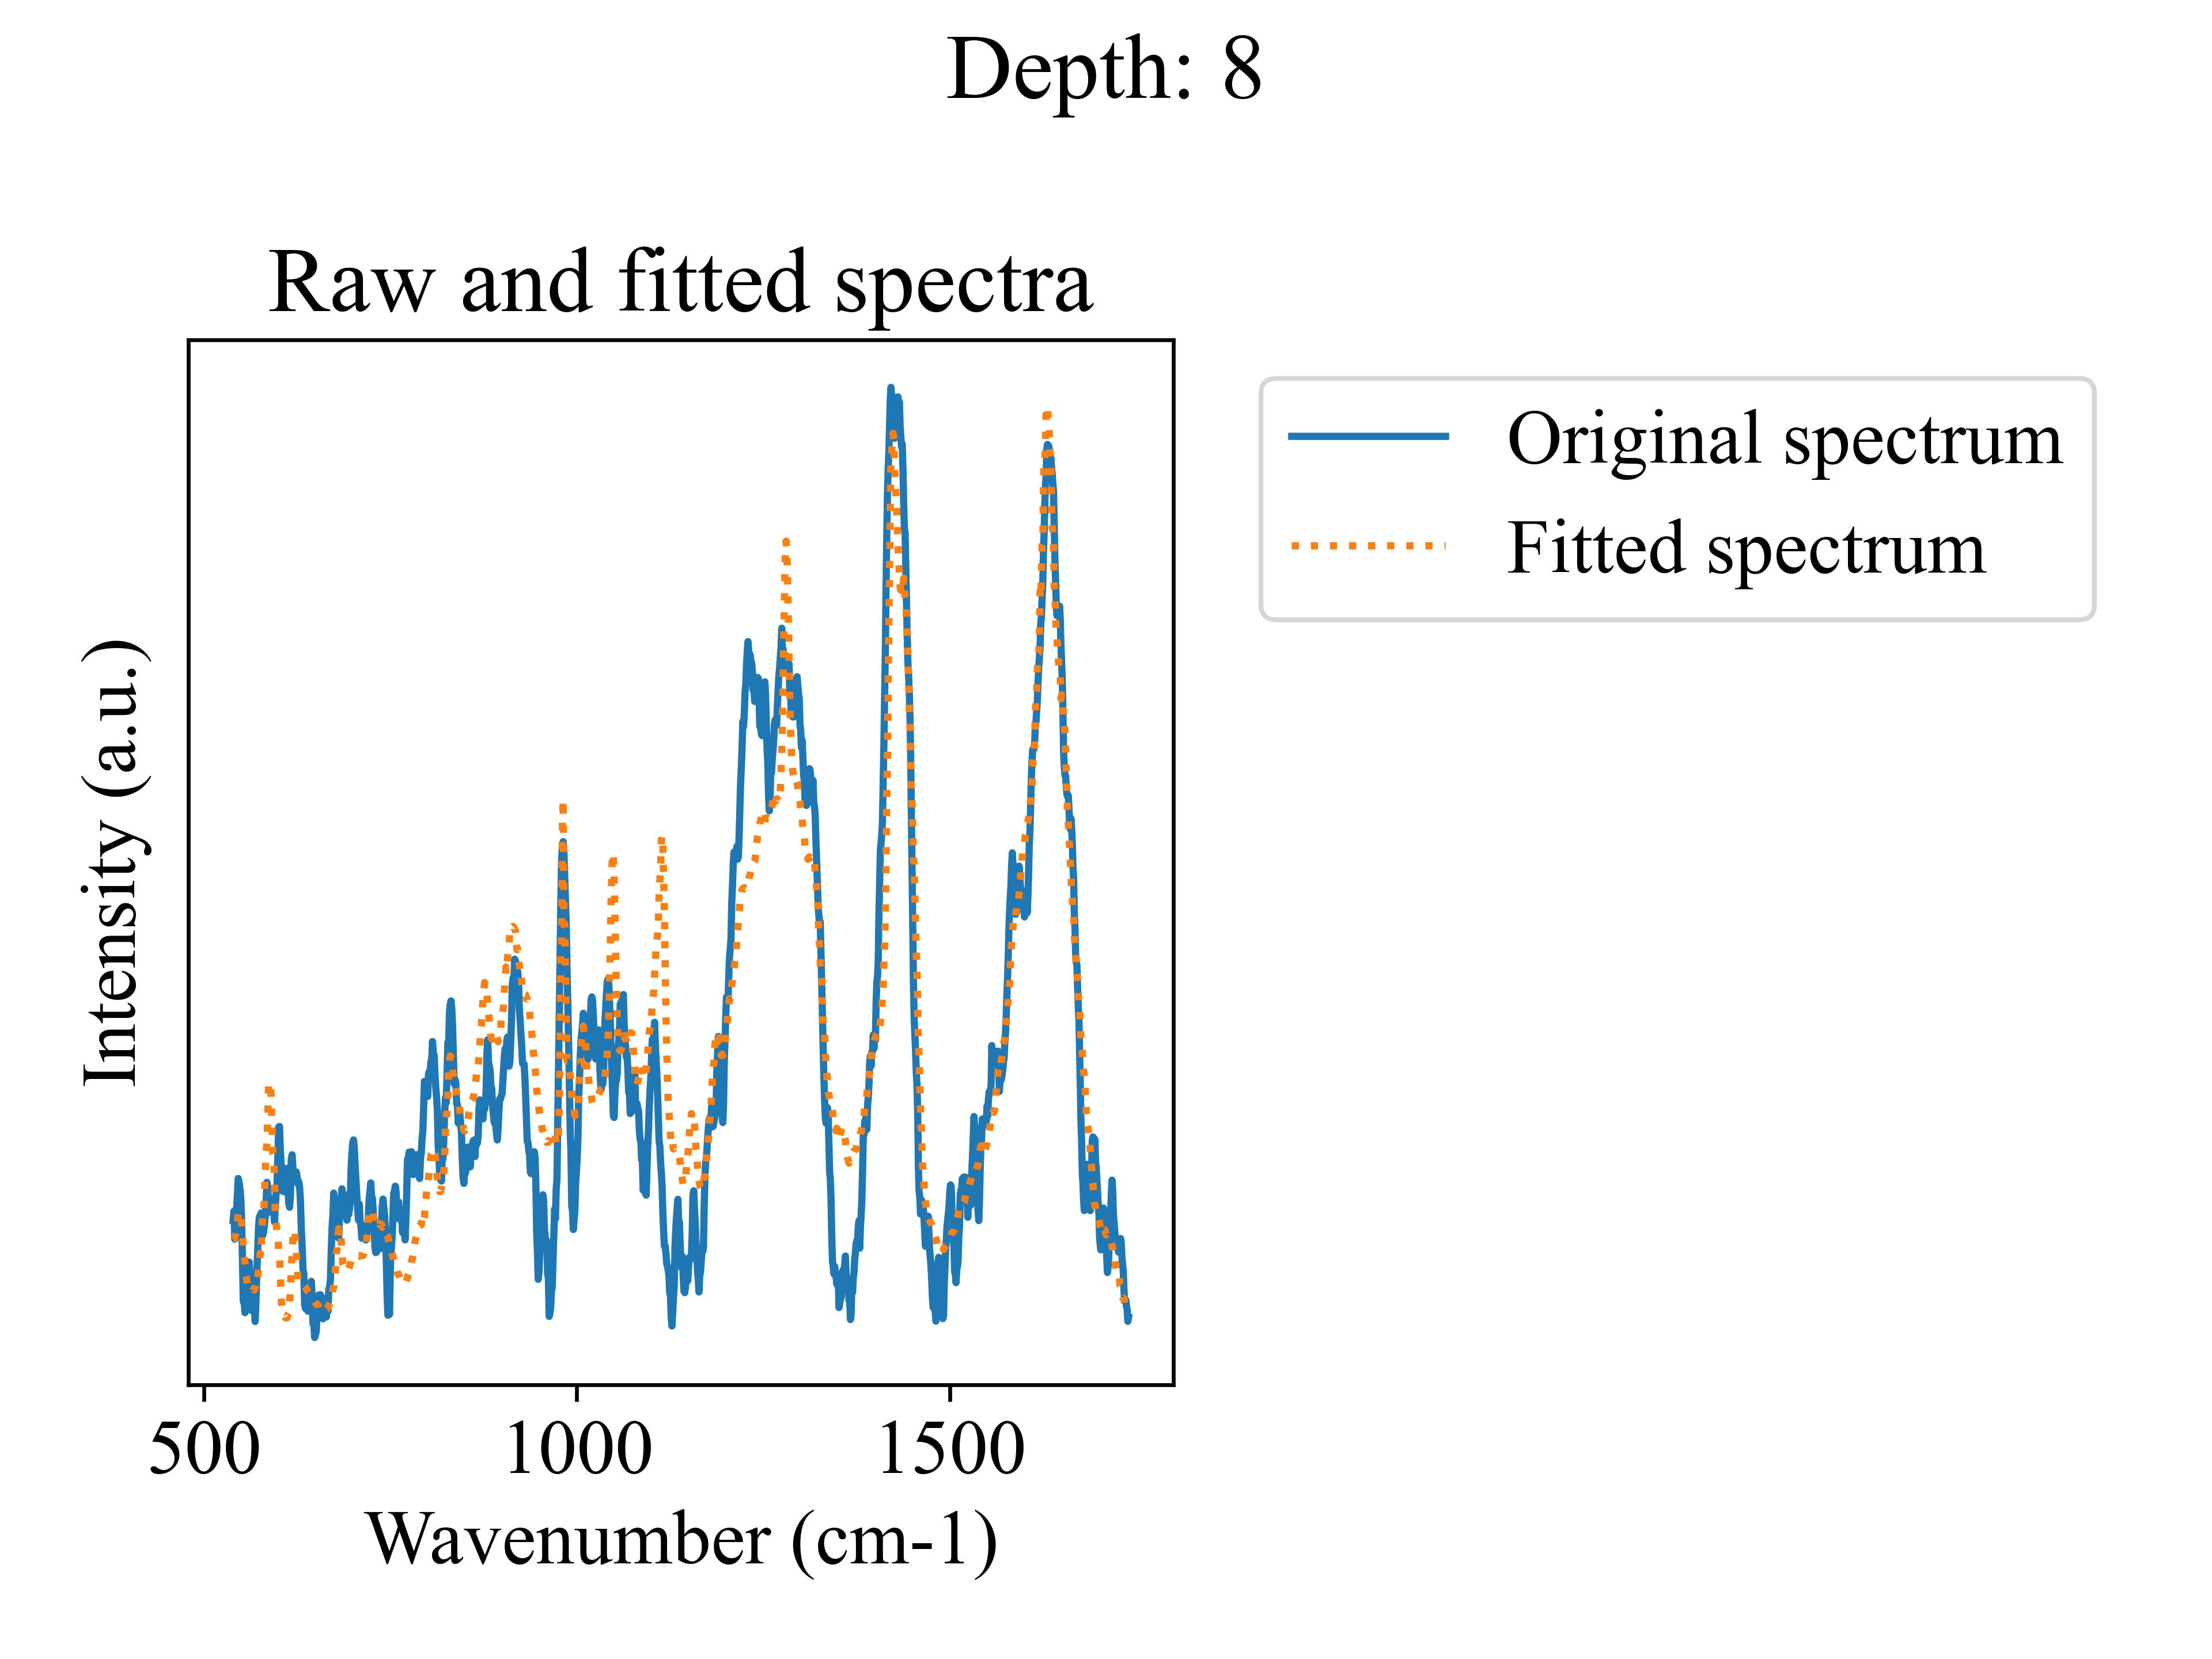 Depth: 8
Raw and fitted spectra
Original spectrum
Fitted spectrum
Intensity (a.u.)
500 1000 1500
Wavenumber (cm-1)